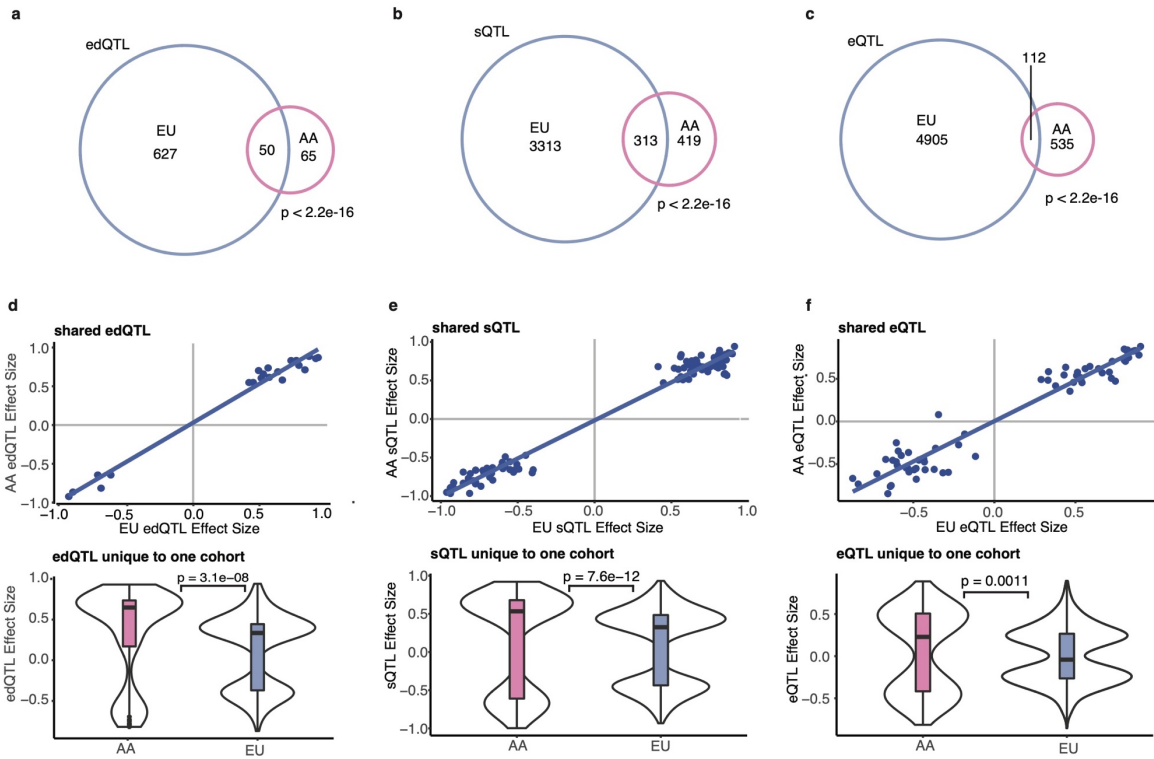 a
edQTL
EU
627
50
AA
65
p < 2.2e-16
b
sQTL
EU
3313
313
AA
419
p < 2.2e-16
c
eQTL
112
EU
4905
AA
535
p < 2.2e-16
d
shared edQTL
AA edQTL Effect Size
1.0
0.5
0.0
−0.5
−1.0
−1.0
−0.5
0.0
0.5
1.0
EU edQTL Effect Size
e
shared sQTL
AA sQTL Effect Size
1.0
0.5
0.0
−0.5
−1.0
−1.0
−0.5
0.0
0.5
1.0
EU sQTL Effect Size
f
shared eQTL
AA eQTL Effect Size
0.5
0.0
−0.5
−0.5
0.0
0.5
EU eQTL Effect Size
edQTL unique to one cohort
p = 3.1e−08
edQTL Effect Size
1.0
0.5
0.0
−0.5
AA
EU
sQTL unique to one cohort
p = 7.6e−12
sQTL Effect Size
1.0
0.5
0.0
−0.5
−1.0
AA
EU
eQTL unique to one cohort
p = 0.0011
eQTL Effect Size
0.5
0.0
−0.5
AA
EU